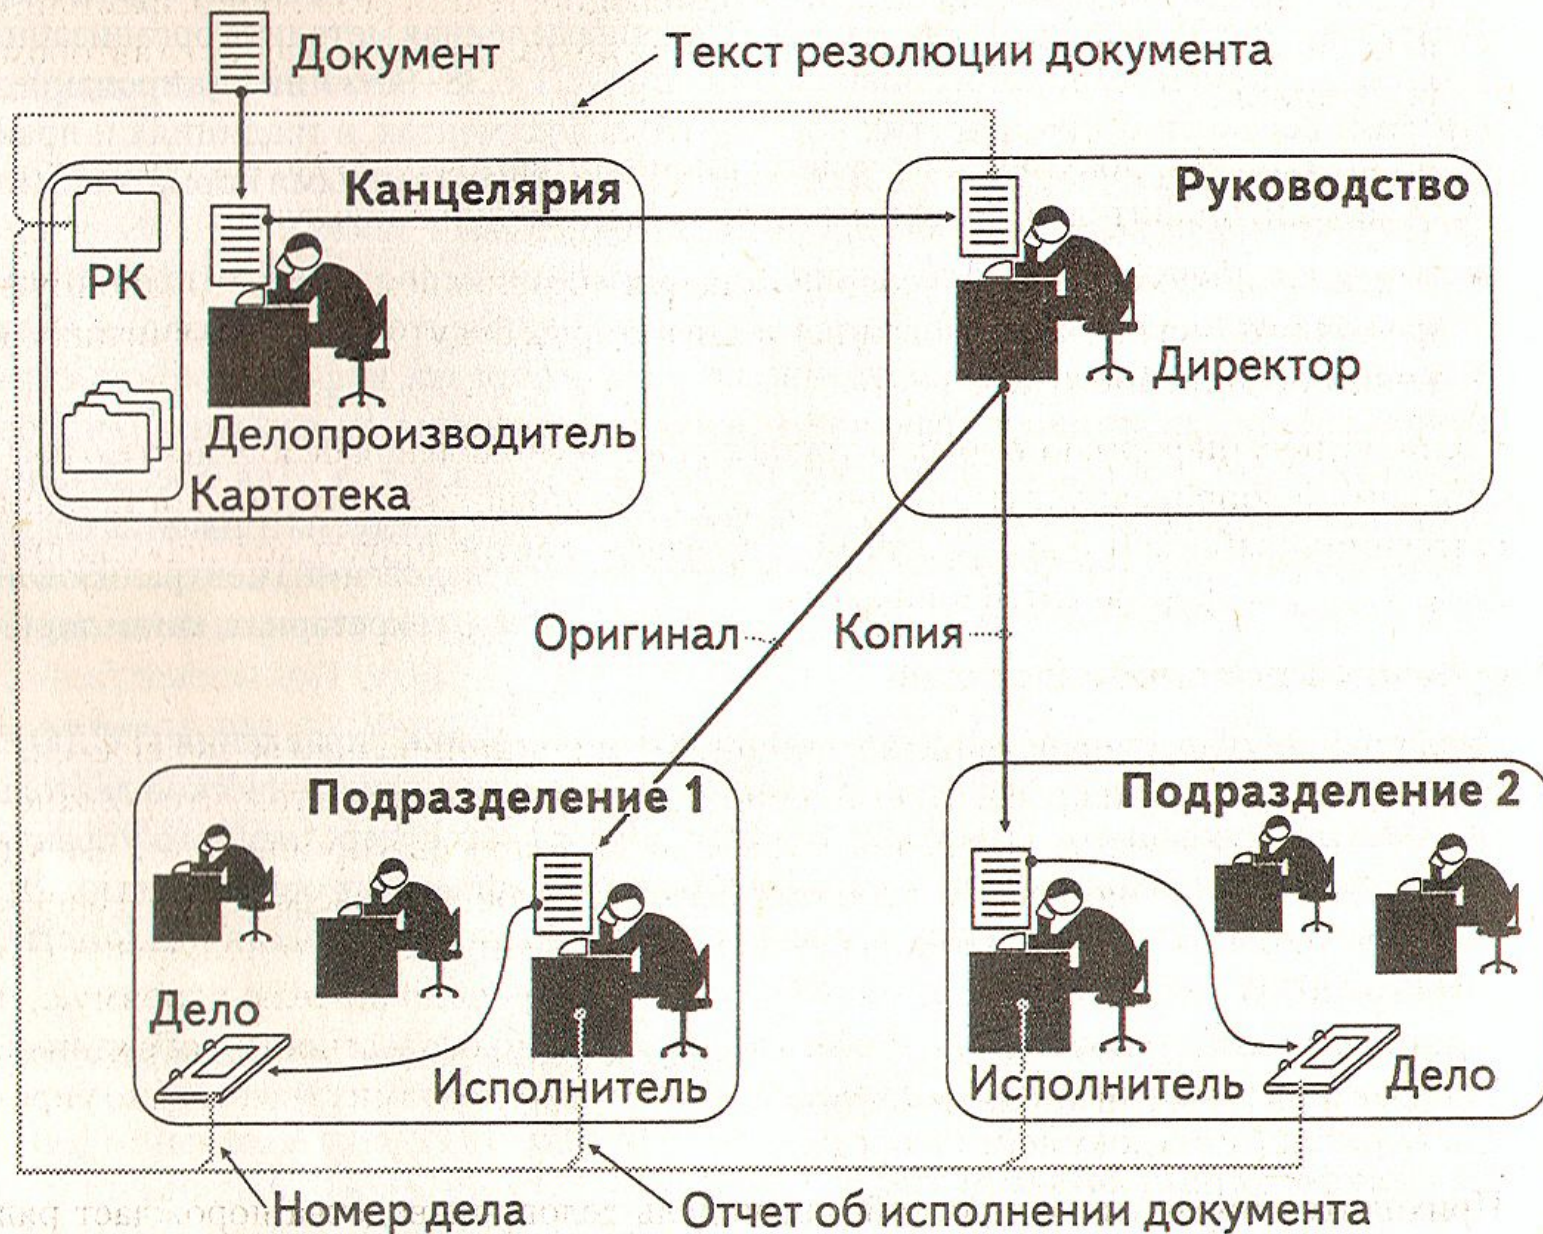 Документ
Текст резолюции документа
Канцелярия
Руководство
РК
Директор
Делопроизводитель
Картотека
Оригинал
Копия
Подразделение 1
Подразделение 2
Дело
Исполнитель
Исполнитель
Дело
Номер дела
Отчет об исполнении документа